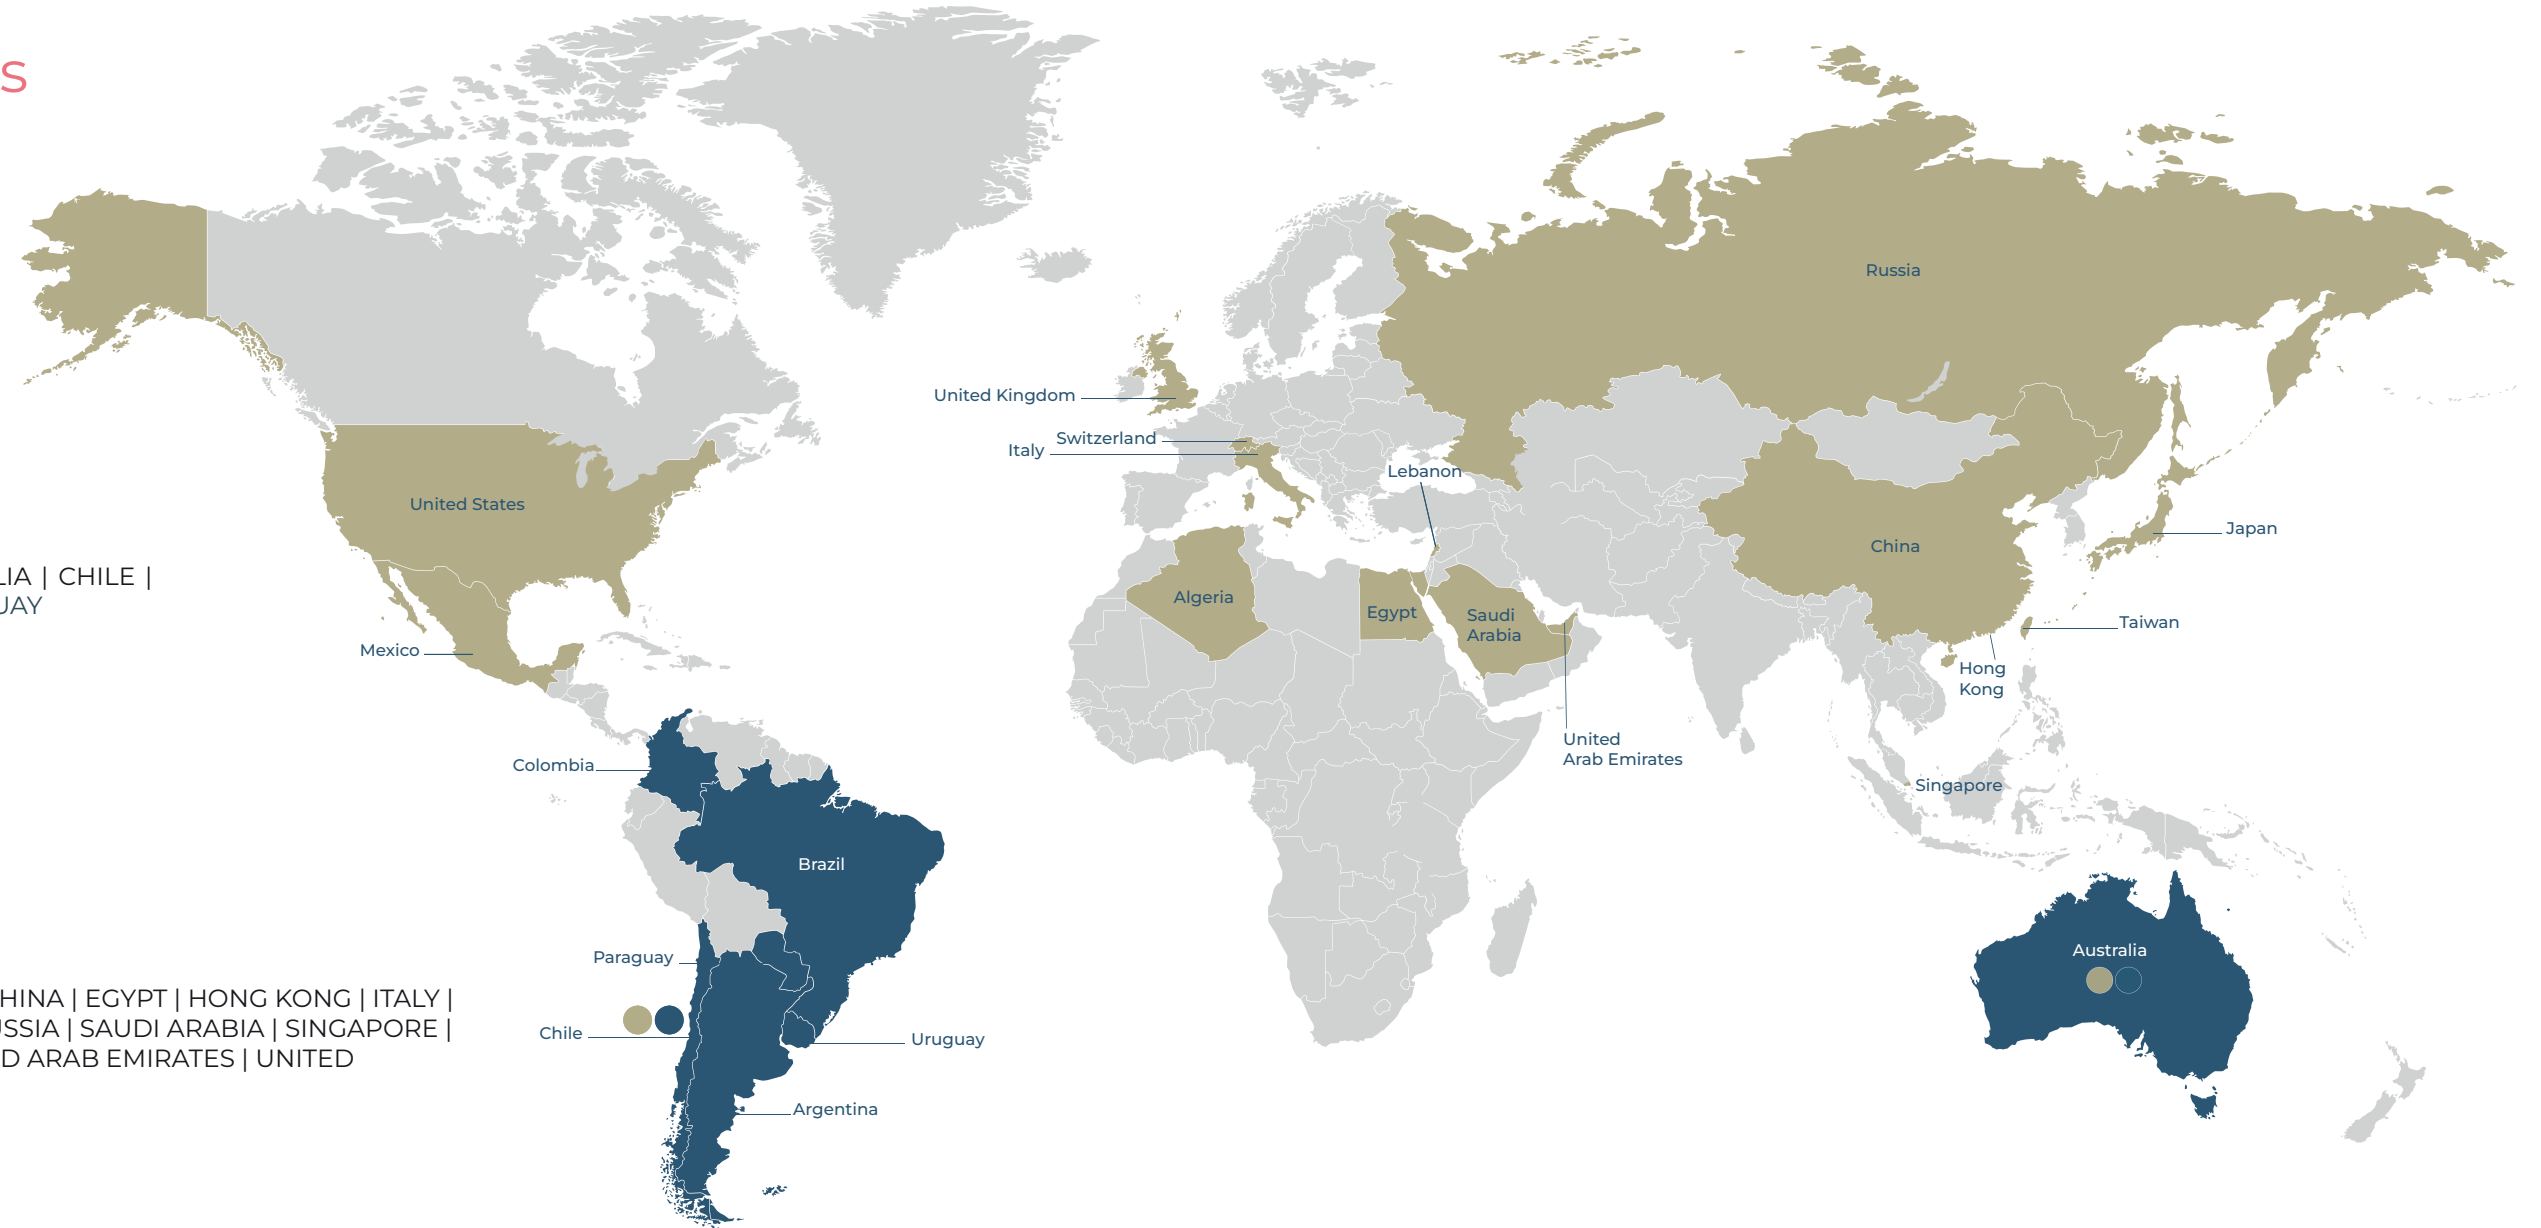 S
LIA | CHILE |
UAY
HINA | EGYPT | HONG KONG | ITALY |
USSIA | SAUDI ARABIA | SINGAPORE |
D ARAB EMIRATES | UNITED
Russia
United Kingdom
Switzerland
Italy
Lebanon
United States
Japan
China
Algeria
Egypt
Saudi
Arabia
Taiwan
Mexico
Hong
Kong
United
Arab Emirates
Colombia
Singapore
Brazil
Australia
Paraguay
Chile
Uruguay
Argentina